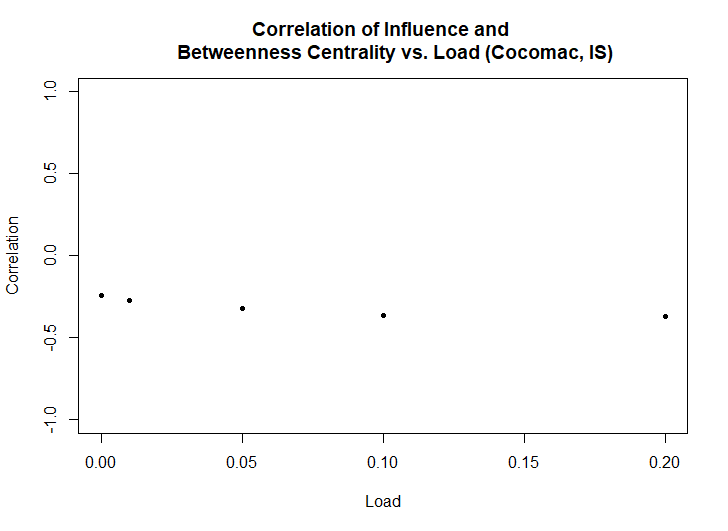 Correlation of Influence and
Betweenness Centrality vs. Load (Cocomac, IS)
1.0
0.5
0.0
-0.5
-1.0
Correlation
0.00 0.05 0.10 0.15 0.20
Load